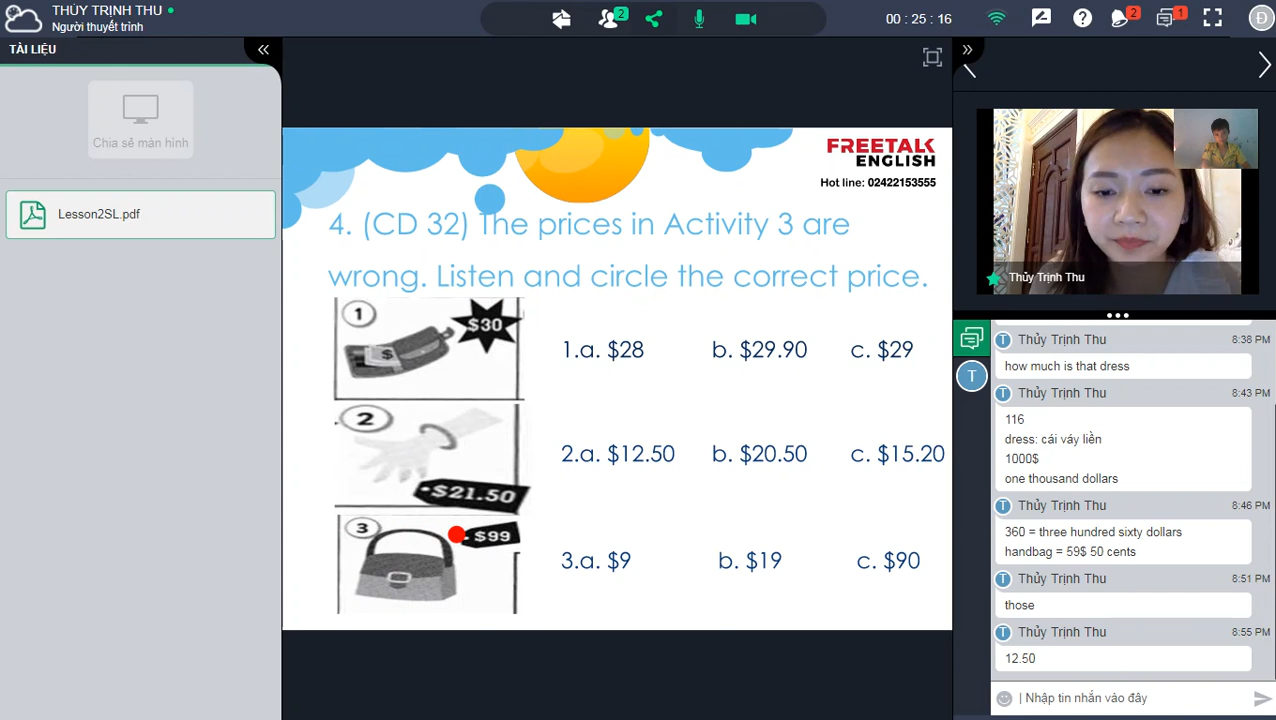 THỦY TRỊNH THU
Người thuyết trình
2
00 : 25 : 16
2
1
Đ
TÀI LIỆU
Chia sẻ màn hình
Lesson2SL.pdf
FREETALK
ENGLISH
Hot line: 02422153555
4. (CD 32) The prices in Activity 3 are
wrong. Listen and circle the correct price.
1
$30
1.a. $28 b. $29.90 c. $29
2
$21.50
2.a. $12.50 b. $20.50 c. $15.20
3
$99
3.a. $9 b. $19 c. $90
Thủy Trịnh Thu
T
T Thủy Trịnh Thu 8:38 PM
how much is that dress
T Thủy Trịnh Thu 8:43 PM
116
dress: cái váy liền
1000$
one thousand dollars
T Thủy Trịnh Thu 8:46 PM
360 = three hundred sixty dollars
handbag = 59$ 50 cents
T Thủy Trịnh Thu 8:51 PM
those
T Thủy Trịnh Thu 8:55 PM
12.50
Nhập tin nhắn vào đây